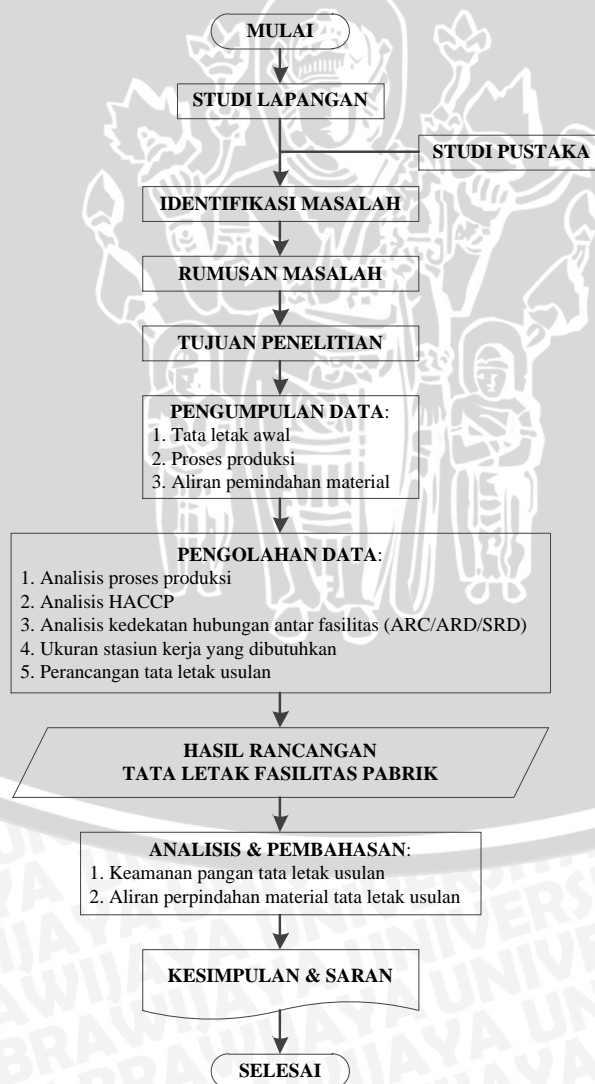 MULAI
STUDI LAPANGAN
STUDI PUSTAKA
IDENTIFIKASI MASALAH
RUMUSAN MASALAH
TUJUAN PENELITIAN
PENGUMPULAN DATA:
1. Tata letak awal
2. Proses produksi
3. Aliran pemindahan material
PENGOLAHAN DATA:
1. Analisis proses produksi
2. Analisis HACCP
3. Analisis kedekatan hubungan antar fasilitas (ARC/ARD/SRD)
4. Ukuran stasiun kerja yang dibutuhkan
5. Perancangan tata letak usulan
HASIL RANCANGAN
TATA LETAK FASILITAS PABRIK
ANALISIS & PEMBAHASAN:
1. Keamanan pangan tata letak usulan
2. Aliran perpindahan material tata letak usulan
KESIMPULAN & SARAN
SELESAI